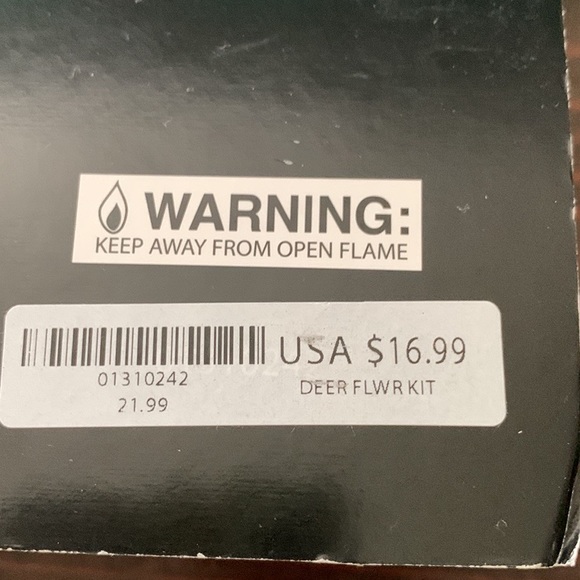 WARNING:
KEEP AWAY FROM OPEN FLAME
USA $16.99
01310242
DEER FLWR KIT
21.99